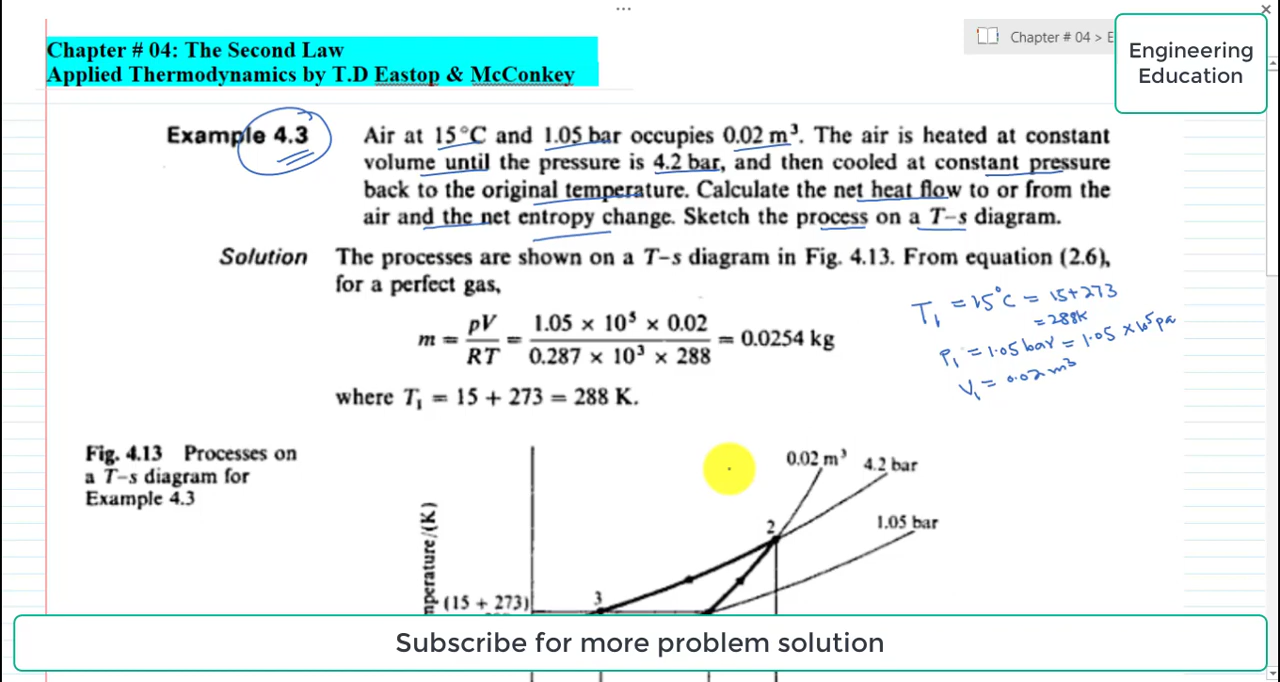 Chapter # 04: The Second Law
Applied Thermodynamics by T.D Eastop & McConkey
Chapter # 04 > E
Engineering
Education
Example 4.3 Air at 15 °C and 1.05 bar occupies 0.02 m³. The air is heated at constant
volume until the pressure is 4.2 bar, and then cooled at constant pressure
back to the original temperature. Calculate the net heat flow to or from the
air and the net entropy change. Sketch the process on a T–s diagram.
Solution The processes are shown on a T–s diagram in Fig. 4.13. From equation (2.6),
for a perfect gas,
m = pV/RT = 1.05 × 10⁵ × 0.02 / 0.287 × 10³ × 288 = 0.0254 kg
where T₁ = 15 + 273 = 288 K.
T₁ = 15°C = 15+273
= 288K
P₁ = 1.05 bar = 1.05 × 10⁵ pa
V₁ = 0.02 m³
Fig. 4.13 Processes on
a T–s diagram for
Example 4.3
0.02 m³
4.2 bar
1.05 bar
2
3
mperature/(K)
(15 + 273)
Subscribe for more problem solution